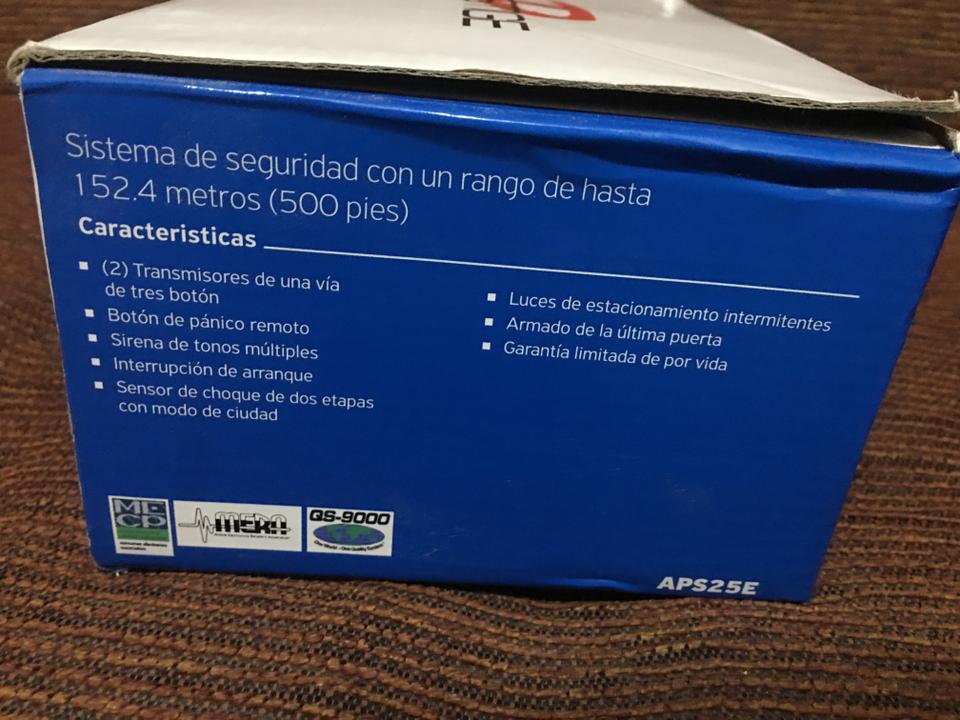 Sistema de seguridad con un rango de hasta
152.4 metros (500 pies)
Caracteristicas
(2) Transmisores de una vía
de tres botón
Botón de pánico remoto
Sirena de tonos múltiples
Interrupción de arranque
Sensor de choque de dos etapas
con modo de ciudad
Luces de estacionamiento intermitentes
Armado de la última puerta
Garantía limitada de por vida
ME
CP
MERA
QS-9000
APS25E